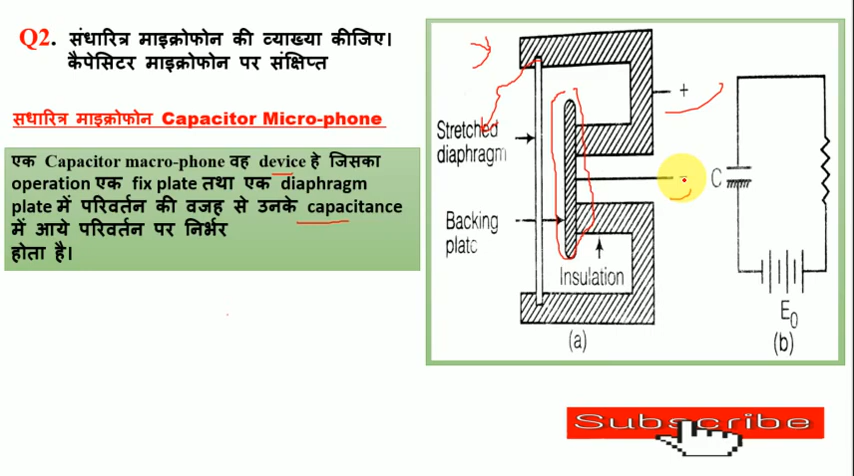 Q2. संधारित्र माइक्रोफोन की व्याख्या कीजिए।
कैपेसिटर माइक्रोफोन पर संक्षिप्त
सधारित्र माइक्रोफोन Capacitor Micro-phone
एक Capacitor macro-phone वह device हे जिसका
operation एक fix plate तथा एक diaphragm
plate में परिवर्तन की वजह से उनके capacitance
में आये परिवर्तन पर निर्भर
होता है।
Stretched
diaphragm
Backing
plate
Insulation
+
−
(a)
C
E0
(b)
Subscribe